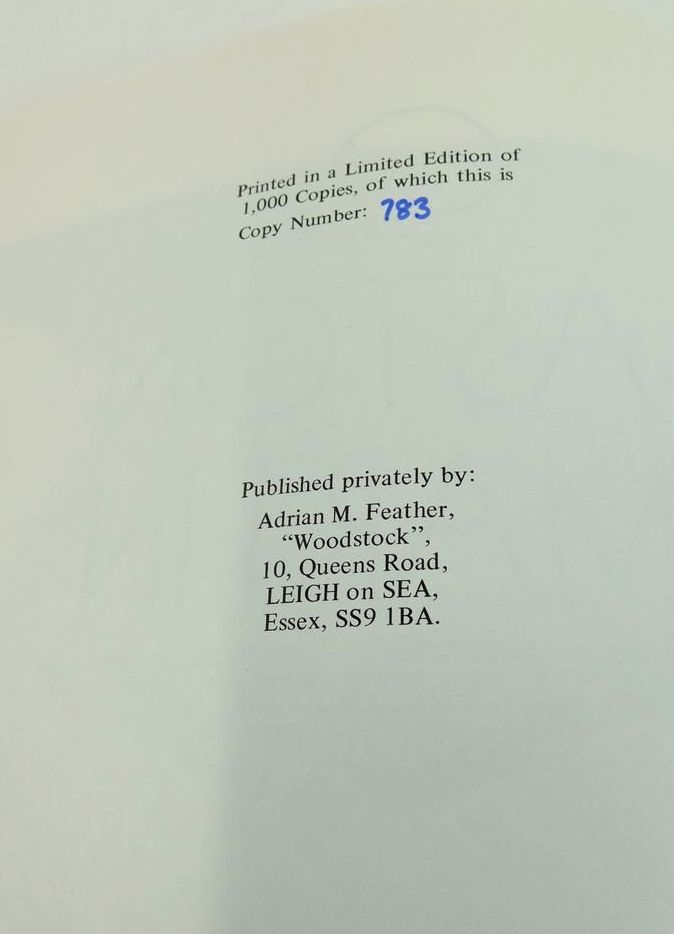 Printed in a Limited Edition of
1,000 Copies, of which this is
Copy Number: 783
Published privately by:
Adrian M. Feather,
“Woodstock”,
10, Queens Road,
LEIGH on SEA,
Essex, SS9 1BA.